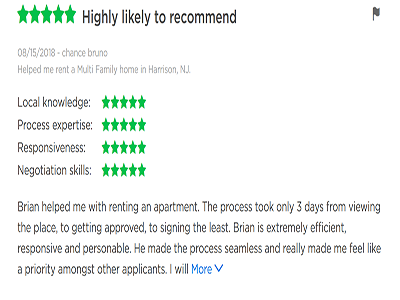 Highly likely to recommend
08/15/2018 - chance bruno
Helped me rent a Multi Family home in Harrison, NJ.
Local knowledge:
Process expertise:
Responsiveness:
Negotiation skills:
Brian helped me with renting an apartment. The process took only 3 days from viewing
the place, to getting approved, to signing the least. Brian is extremely efficient,
responsive and personable. He made the process seamless and really made me feel like
a priority amongst other applicants. I will More